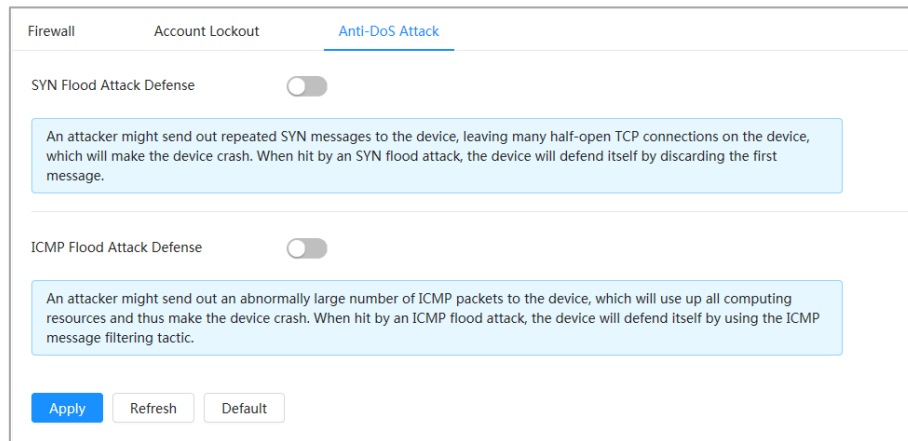 Firewall Account Lockout Anti-DoS Attack
SYN Flood Attack Defense
An attacker might send out repeated SYN messages to the device, leaving many half-open TCP connections on the device,
which will make the device crash. When hit by an SYN flood attack, the device will defend itself by discarding the first
message.
ICMP Flood Attack Defense
An attacker might send out an abnormally large number of ICMP packets to the device, which will use up all computing
resources and thus make the device crash. When hit by an ICMP flood attack, the device will defend itself by using the ICMP
message filtering tactic.
Apply Refresh Default